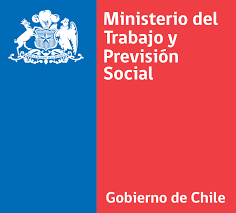 Ministerio del
Trabajo y
Previsión
Social
Gobierno de Chile